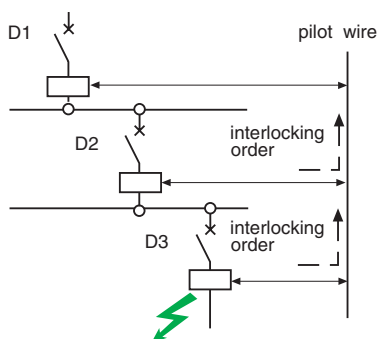 D1
pilot wire
D2
interlocking
order
D3
interlocking
order